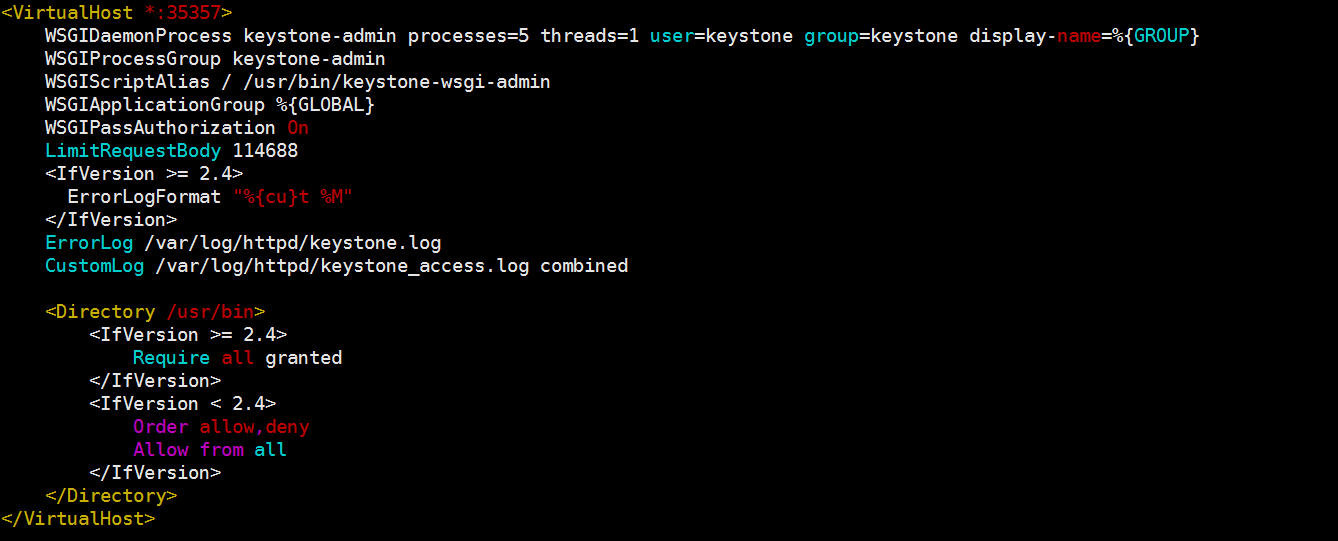 <VirtualHost *:35357>
    WSGIDaemonProcess keystone-admin processes=5 threads=1 user=keystone group=keystone display-name=%{GROUP}
    WSGIProcessGroup keystone-admin
    WSGIScriptAlias / /usr/bin/keystone-wsgi-admin
    WSGIApplicationGroup %{GLOBAL}
    WSGIPassAuthorization On
    LimitRequestBody 114688
    <IfVersion >= 2.4>
      ErrorLogFormat "%{cu}t %M"
    </IfVersion>
    ErrorLog /var/log/httpd/keystone.log
    CustomLog /var/log/httpd/keystone_access.log combined

    <Directory /usr/bin>
        <IfVersion >= 2.4>
            Require all granted
        </IfVersion>
        <IfVersion < 2.4>
            Order allow,deny
            Allow from all
        </IfVersion>
    </Directory>
</VirtualHost>